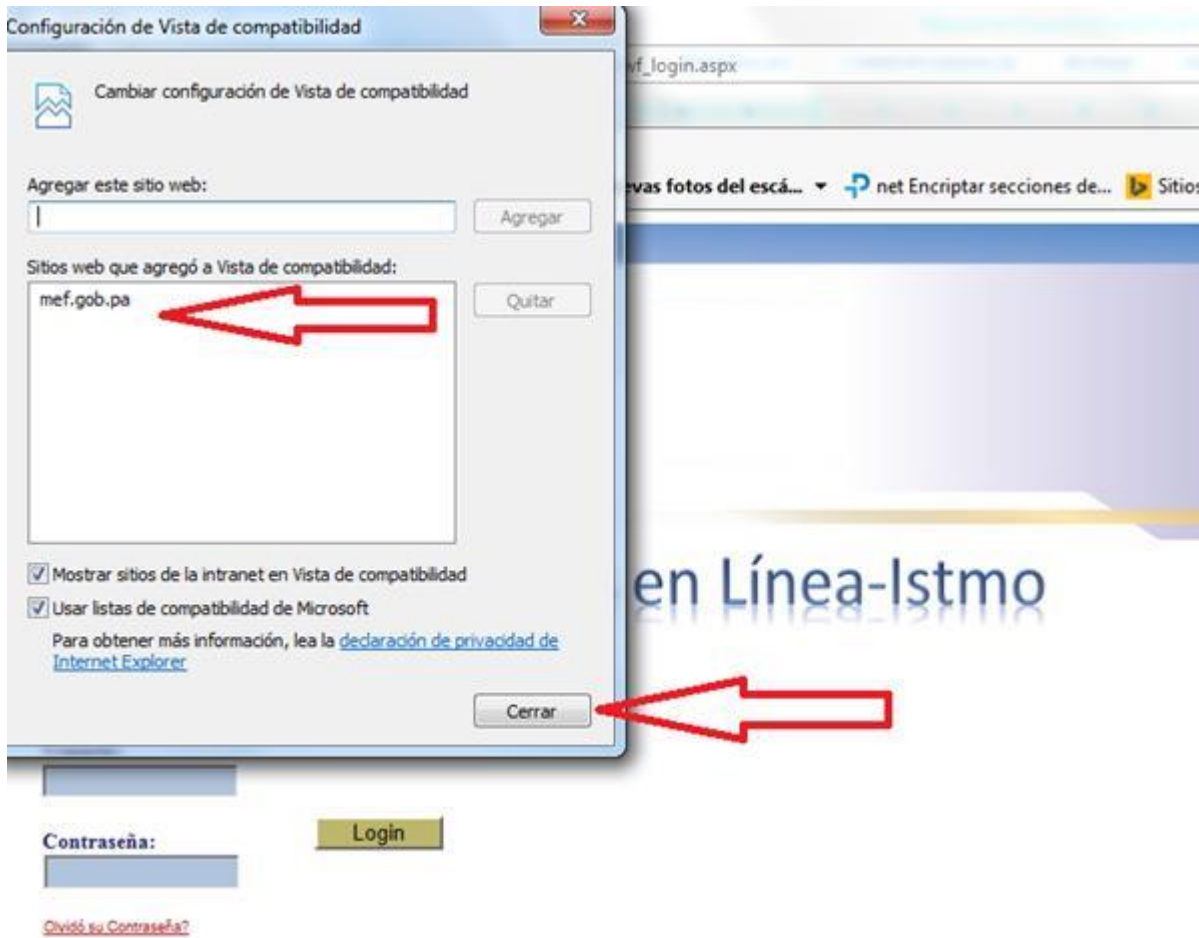 Configuración de Vista de compatibilidad
Cambiar configuración de Vista de compatibilidad
Agregar este sitio web:
Agregar
Sitios web que agregó a Vista de compatibilidad:
mef.gob.pa
Quitar
Mostrar sitios de la intranet en Vista de compatibilidad
Usar listas de compatibilidad de Microsoft
Para obtener más información, lea la declaración de privacidad de
Internet Explorer
Cerrar
wf_login.aspx
evas fotos del escá... net Encriptar secciones de... Sitios
en Línea-Istmo
Contraseña:
Login
Olvidó su Contraseña?